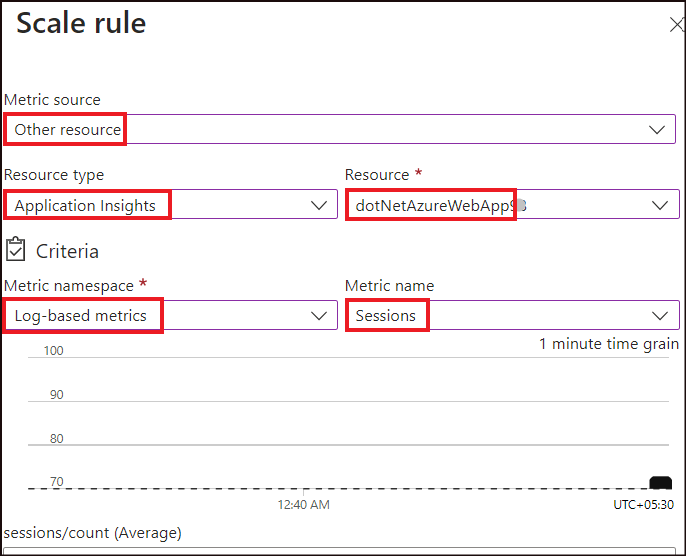 Scale rule
Metric source
Other resource
Resource type
Resource *
Application Insights
dotNetAzureWebApp
Criteria
Metric namespace *
Metric name
Log-based metrics
Sessions
1 minute time grain
100
90
80
70
12:40 AM
UTC+05:30
sessions/count (Average)